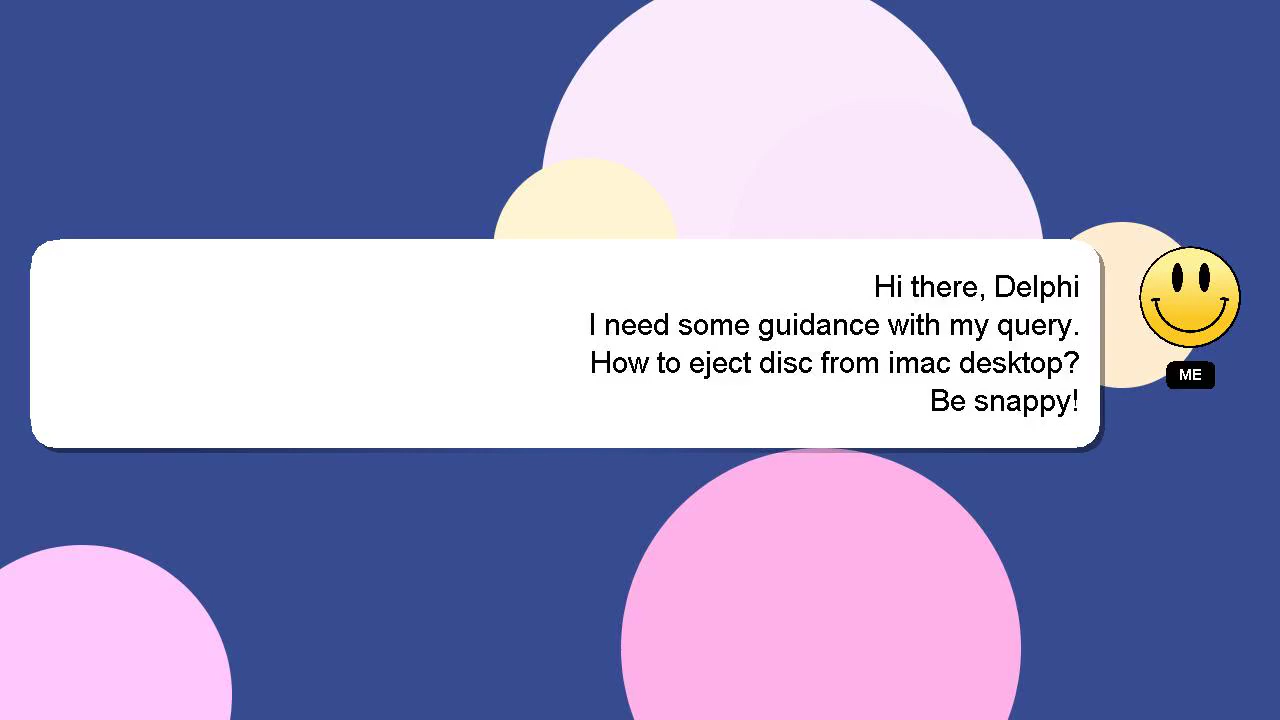 Hi there, Delphi
I need some guidance with my query.
How to eject disc from imac desktop?
Be snappy!
ME